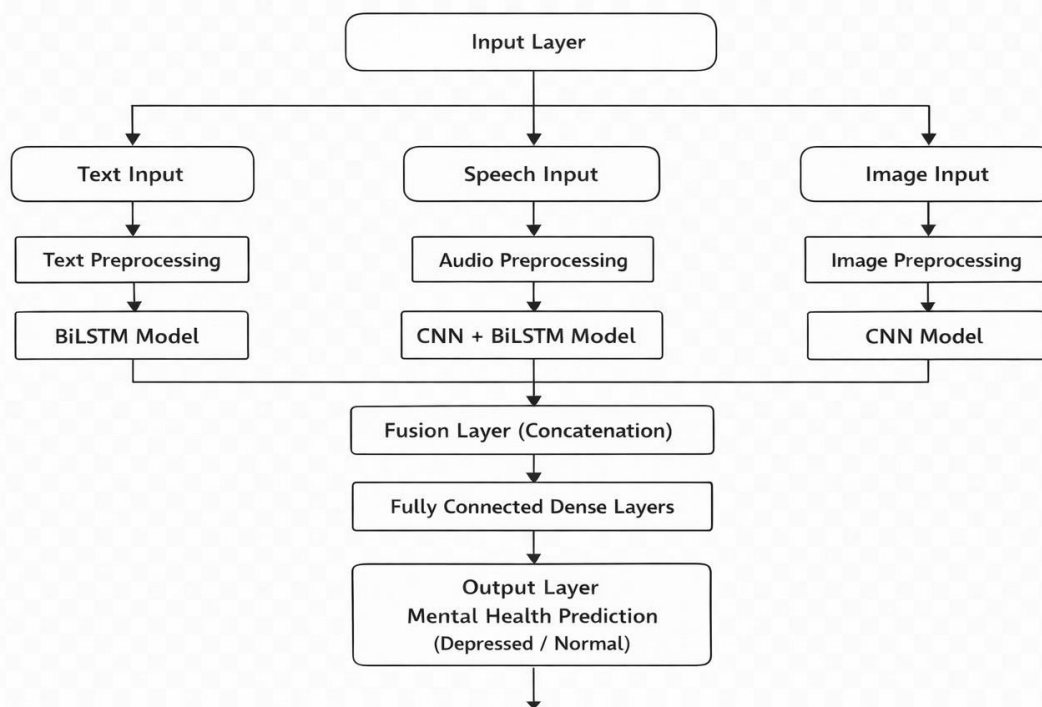 Input Layer
Text Input
Speech Input
Image Input
Text Preprocessing
Audio Preprocessing
Image Preprocessing
BiLSTM Model
CNN + BiLSTM Model
CNN Model
Fusion Layer (Concatenation)
Fully Connected Dense Layers
Output Layer
Mental Health Prediction
(Depressed / Normal)